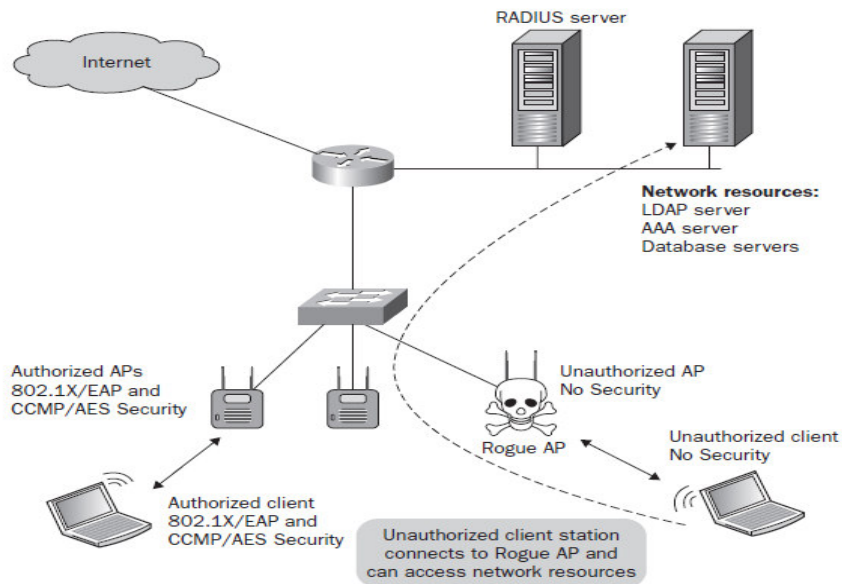 RADIUS server
Internet
Network resources:
LDAP server
AAA server
Database servers
Authorized APs
802.1X/EAP and
CCMP/AES Security
Unauthorized AP
No Security
Rogue AP
Unauthorized client
No Security
Authorized client
802.1X/EAP and
CCMP/AES Security
Unauthorized client station
connects to Rogue AP and
can access network resources